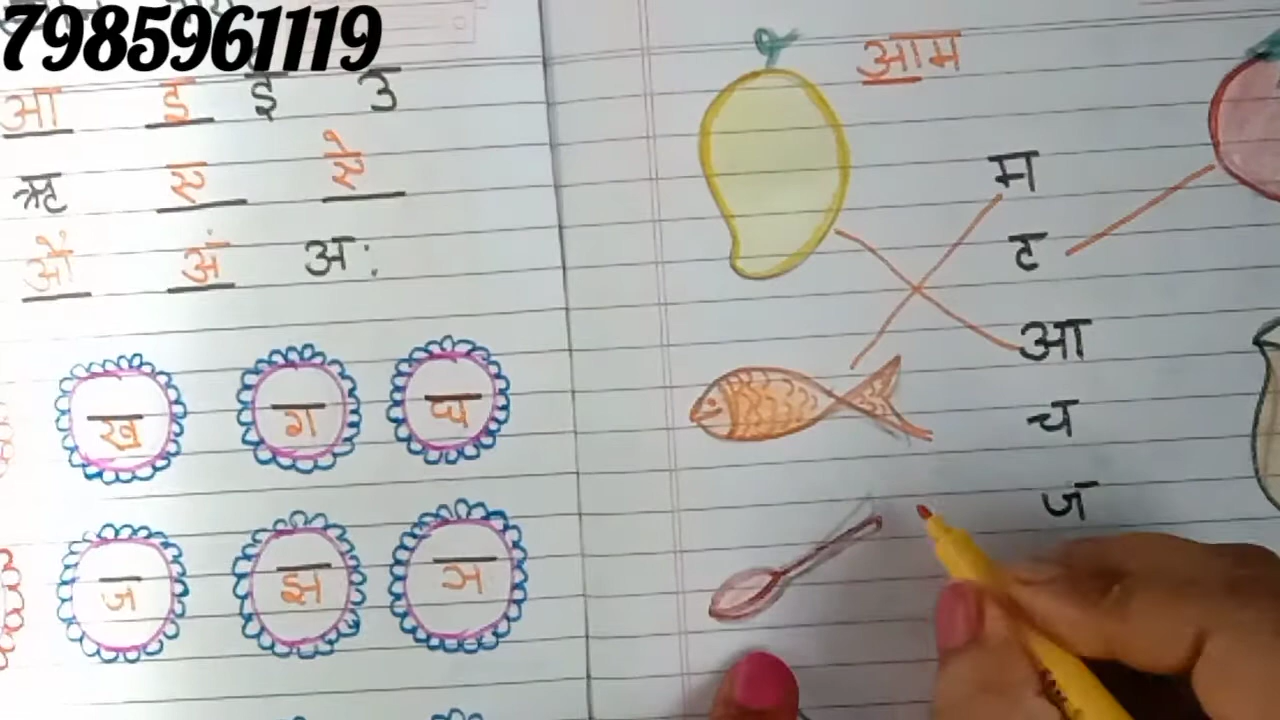 7985961119
आ इ ई उ
ऋ ए ऐ
औ अं अः
ख ग घ
ज झ ञ
आम
म
ट
आ
च
ज